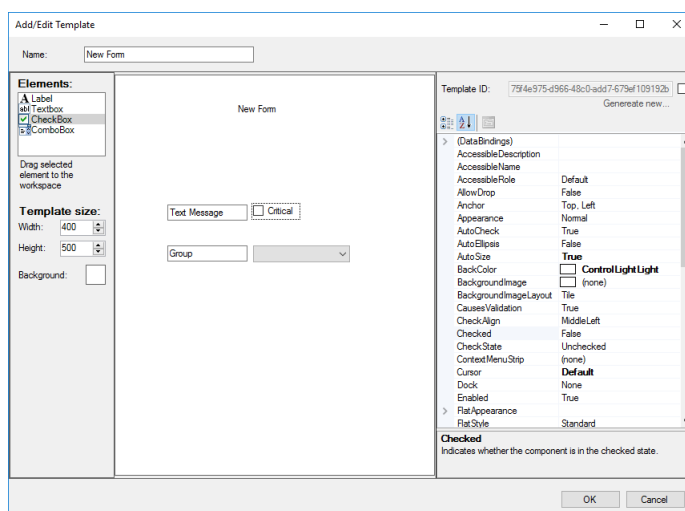 Add/Edit Template
Name: New Form
Elements:
Label
Textbox
CheckBox
ComboBox
Drag selected
element to the
workspace
Template size:
Width: 400
Height: 500
Background:
New Form
Text Message Critical
Group
Template ID: 75f4e975-d966-48c0-add7-679ef109192b
Genereate new...
(DataBindings)
AccessibleDescription
AccessibleName
AccessibleRole Default
AllowDrop False
Anchor Top, Left
Appearance Normal
AutoCheck True
AutoEllipsis False
AutoSize True
BackColor ControlLightLight
BackgroundImage (none)
BackgroundImageLayout Tile
CausesValidation True
CheckAlign MiddleLeft
Checked False
CheckState Unchecked
ContextMenuStrip (none)
Cursor Default
Dock None
Enabled True
FlatAppearance
FlatStyle Standard
Checked
Indicates whether the component is in the checked state.
OK Cancel